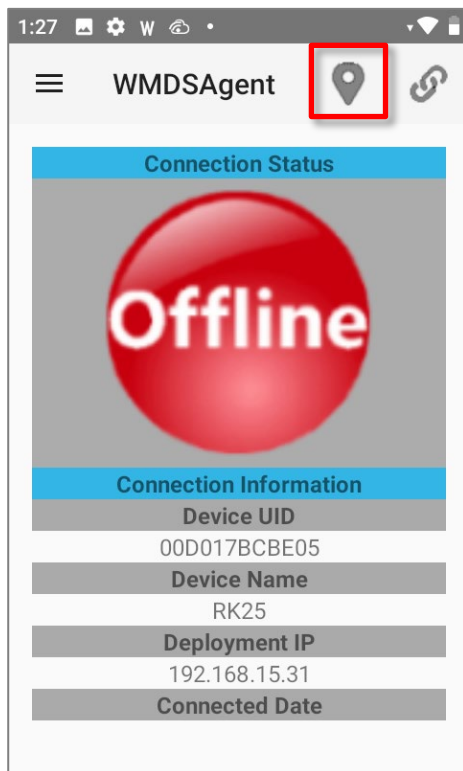 1:27 W
WMDSAgent
Connection Status
Offline
Connection Information
Device UID
00D017BCBE05
Device Name
RK25
Deployment IP
192.168.15.31
Connected Date